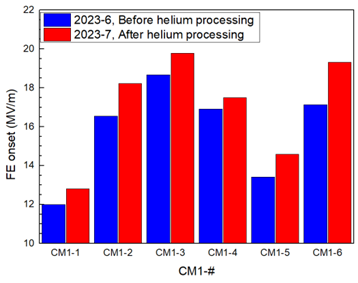 2023-6, Before helium processing
2023-7, After helium processing
FE onset (MV/m)
22
20
18
16
14
12
10
CM1-1 CM1-2 CM1-3 CM1-4 CM1-5 CM1-6
CM1-#